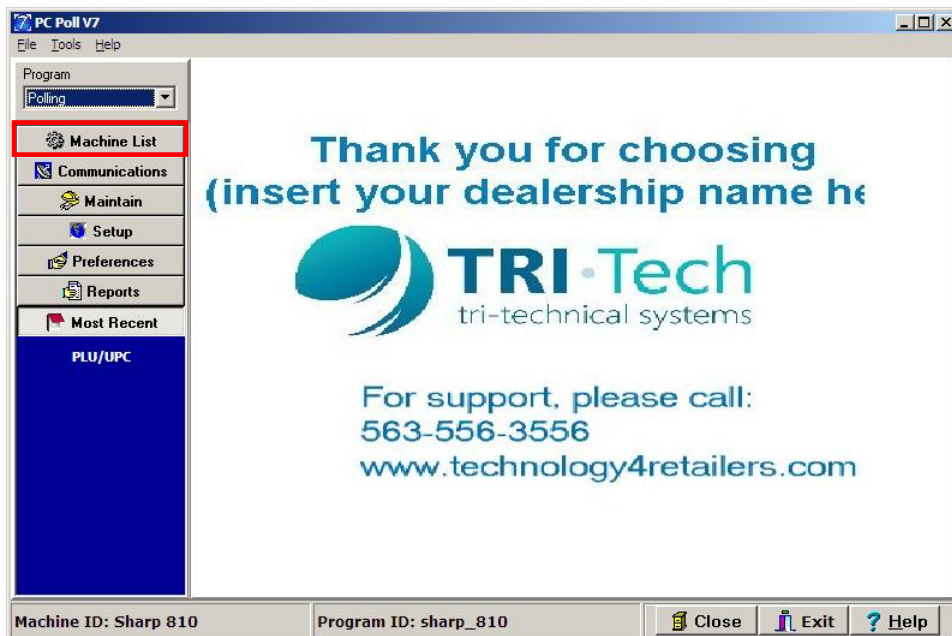 PC Poll V7
File Tools Help
Program
Polling
Machine List
Communications
Maintain
Setup
Preferences
Reports
Most Recent
PLU/UPC
Thank you for choosing
(insert your dealership name he
TRI·Tech
tri-technical systems
For support, please call:
563-556-3556
www.technology4retailers.com
Machine ID: Sharp 810
Program ID: sharp_810
Close
Exit
? Help